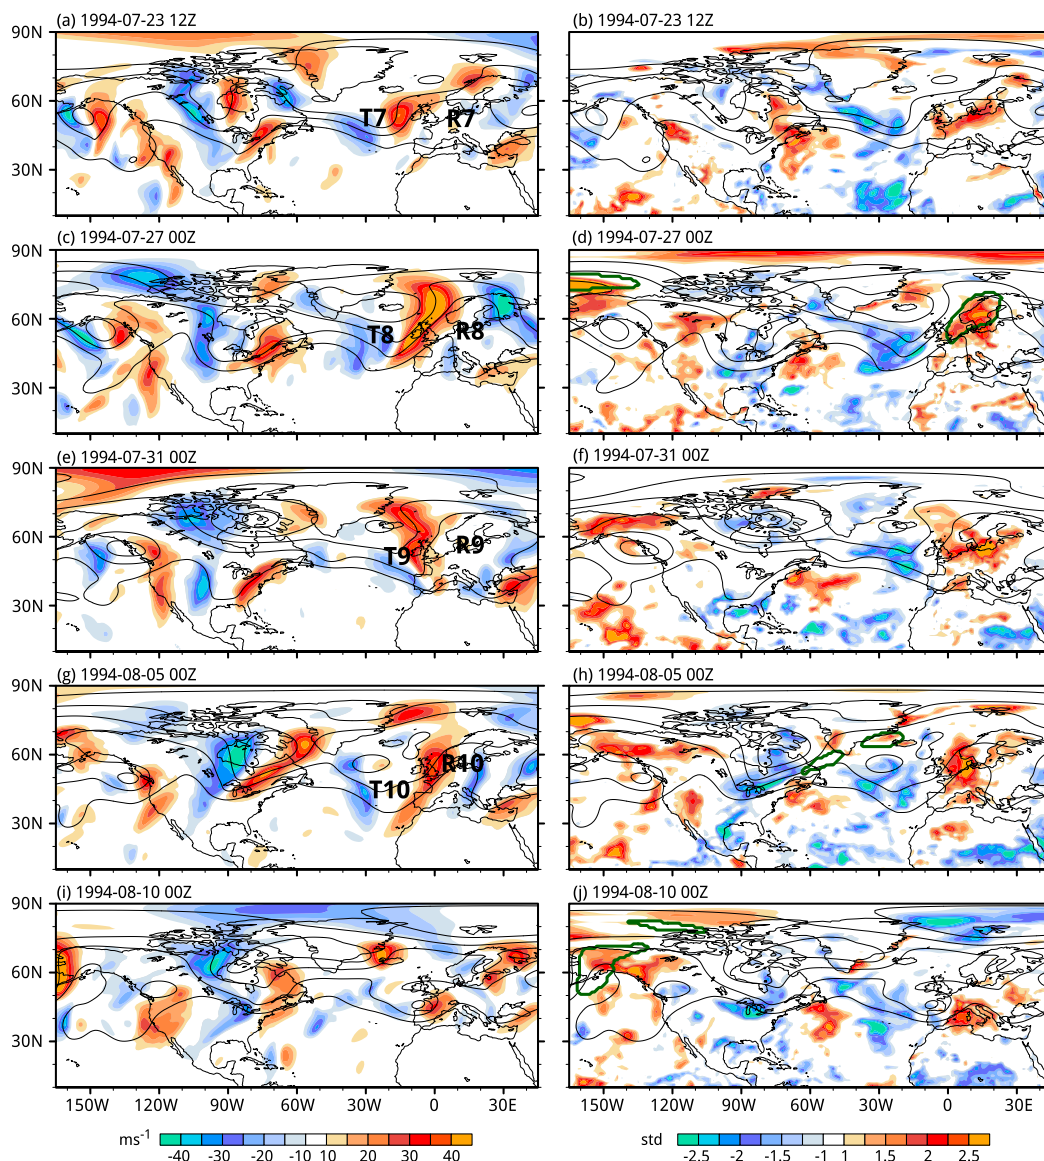 (a) 1994-07-23 12Z
(b) 1994-07-23 12Z
90N
60N
30N
T7
R7
(c) 1994-07-27 00Z
(d) 1994-07-27 00Z
90N
60N
30N
T8
R8
(e) 1994-07-31 00Z
(f) 1994-07-31 00Z
90N
60N
30N
T9
R9
(g) 1994-08-05 00Z
(h) 1994-08-05 00Z
90N
60N
30N
T10
R10
(i) 1994-08-10 00Z
(j) 1994-08-10 00Z
90N
60N
30N
150W 120W 90W 60W 30W 0 30E
150W 120W 90W 60W 30W 0 30E
ms-1
-40 -30 -20 -10 10 20 30 40
std
-2.5 -2 -1.5 -1 1 1.5 2 2.5